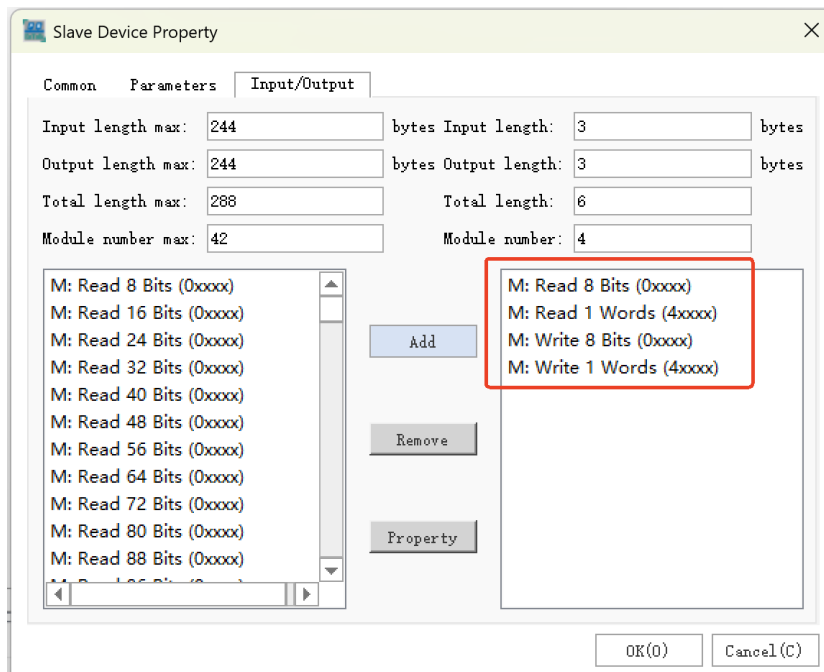 Slave Device Property
Common Parameters Input/Output
Input length max: 244 bytes Input length: 3 bytes
Output length max: 244 bytes Output length: 3 bytes
Total length max: 288 Total length: 6
Module number max: 42 Module number: 4
M: Read 8 Bits (0xxxx)
M: Read 16 Bits (0xxxx)
M: Read 24 Bits (0xxxx)
M: Read 32 Bits (0xxxx)
M: Read 40 Bits (0xxxx)
M: Read 48 Bits (0xxxx)
M: Read 56 Bits (0xxxx)
M: Read 64 Bits (0xxxx)
M: Read 72 Bits (0xxxx)
M: Read 80 Bits (0xxxx)
M: Read 88 Bits (0xxxx)
Add
Remove
Property
M: Read 8 Bits (0xxxx)
M: Read 1 Words (4xxxx)
M: Write 8 Bits (0xxxx)
M: Write 1 Words (4xxxx)
OK(O) Cancel(C)